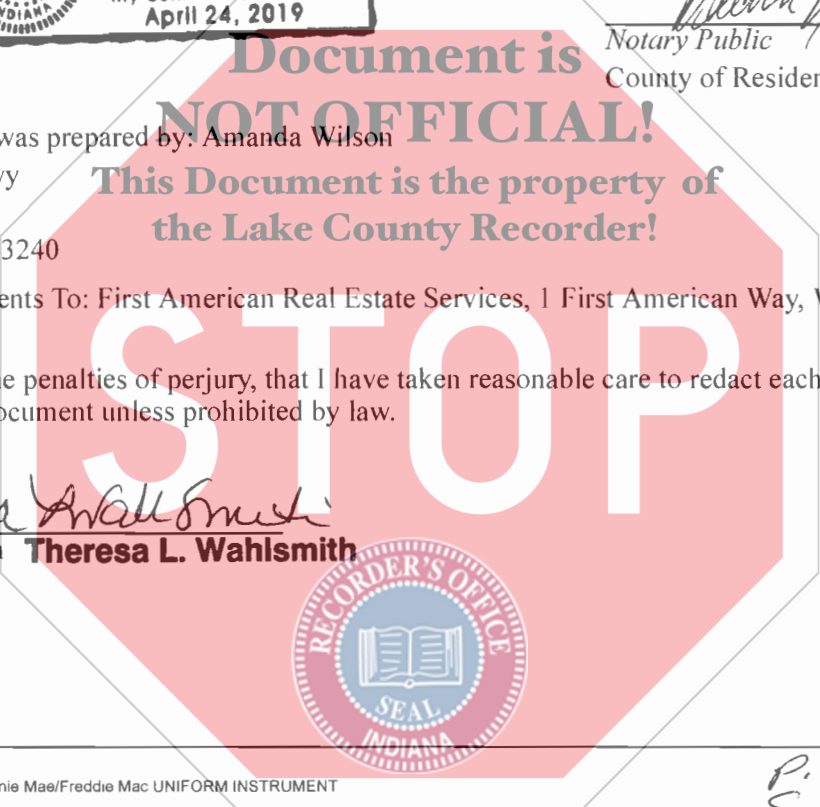 INDIANA
April 24, 2019
Notary Public
County of Residen
Document is
NOT OFFICIAL!
was prepared by: Amanda Wilson
vy
This Document is the property of
the Lake County Recorder!
3240
ents To: First American Real Estate Services, 1 First American Way,
STOP
e penalties of perjury, that I have taken reasonable care to redact each
ocument unless prohibited by law.
Theresa L. Wahlsmith
RECORDER'S OFFICE
SEAL
INDIANA
nie Mae/Freddie Mac UNIFORM INSTRUMENT